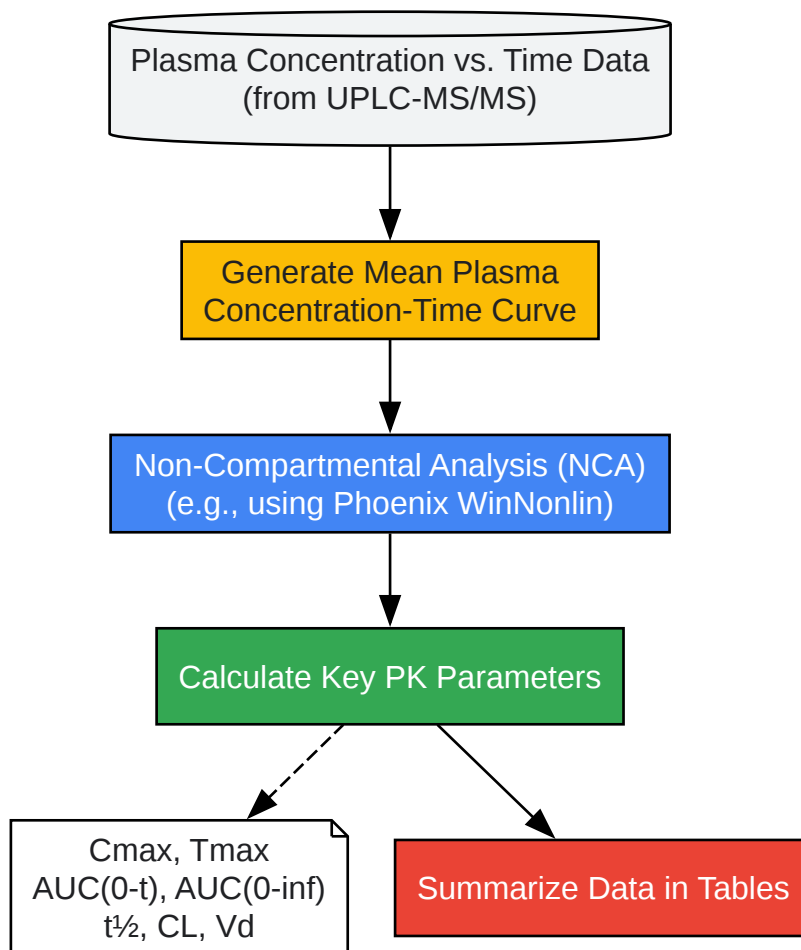 Plasma Concentration vs. Time Data
(from UPLC-MS/MS)
Generate Mean Plasma
Concentration-Time Curve
Non-Compartmental Analysis (NCA)
(e.g., using Phoenix WinNonlin)
Calculate Key PK Parameters
Cmax, Tmax
AUC(0-t), AUC(0-inf)
t½, CL, Vd
Summarize Data in Tables